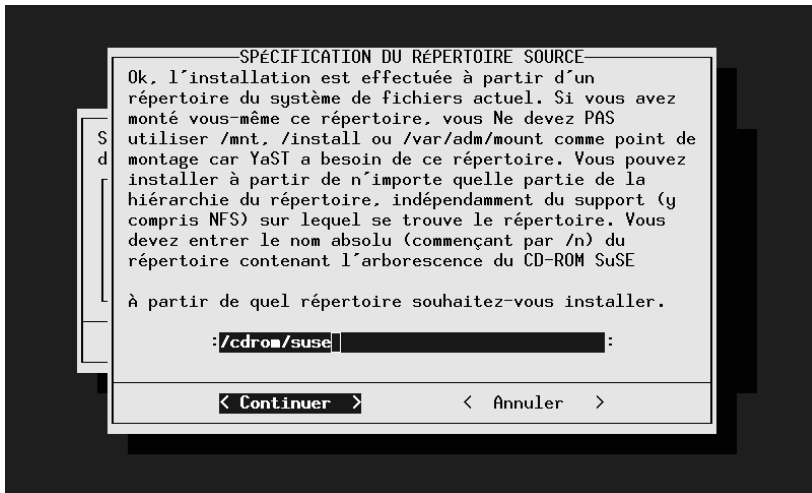 SPéCIFICATION DU RéPERTOIRE SOURCE
Ok, l´installation est effectuée à partir d´un
répertoire du système de fichiers actuel. Si vous avez
monté vous-même ce répertoire, vous Ne devez PAS
S utiliser /mnt, /install ou /var/adm/mount comme point de
d montage car YaST a besoin de ce répertoire. Vous pouvez
installer à partir de n´importe quelle partie de la
hiérarchie du répertoire, indépendamment du support (y
compris NFS) sur lequel se trouve le répertoire. Vous
devez entrer le nom absolu (commençant par /n) du
répertoire contenant l´arborescence du CD-ROM SuSE
À partir de quel répertoire souhaitez-vous installer.
:/cdrom/suse :
< Continuer > < Annuler >